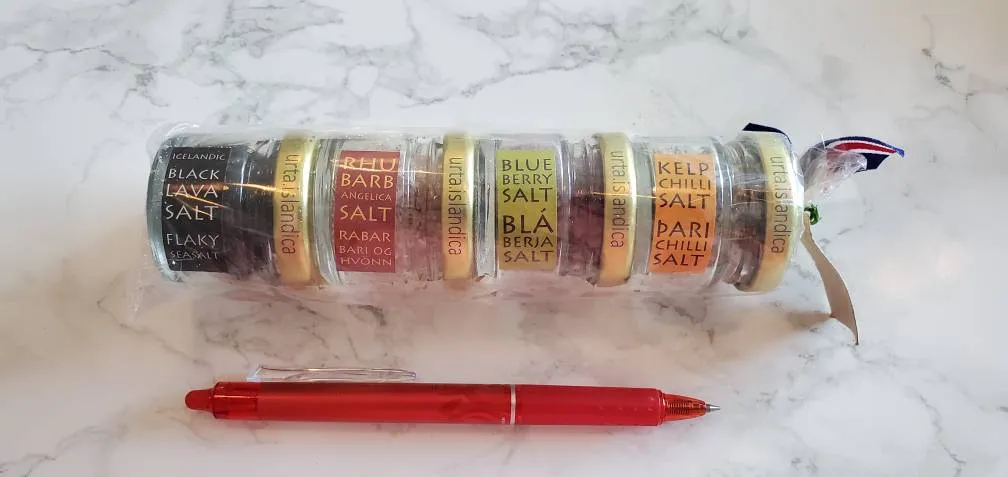 ICELANDIC
BLACK
LAVA
SALT
FLAKY
SEASALT
urta.islandica
RHU
BARB
ANGELICA
SALT
RABAR
BARI OG
HVÖNN
urta.islandica
BLUE
BERRY
SALT
BLÁ
BERJA
SALT
urta.islandica
KELP
CHILLI
SALT
ÞARI
CHILLI
SALT
urta.islandica